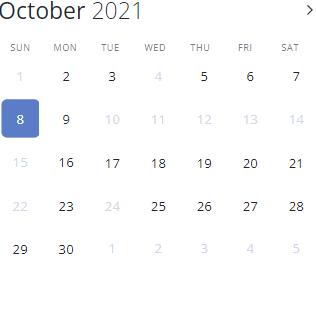 October 2021
SUN MON TUE WED THU FRI SAT
1 2 3 4 5 6 7
8 9 10 11 12 13 14
15 16 17 18 19 20 21
22 23 24 25 26 27 28
29 30 1 2 3 4 5